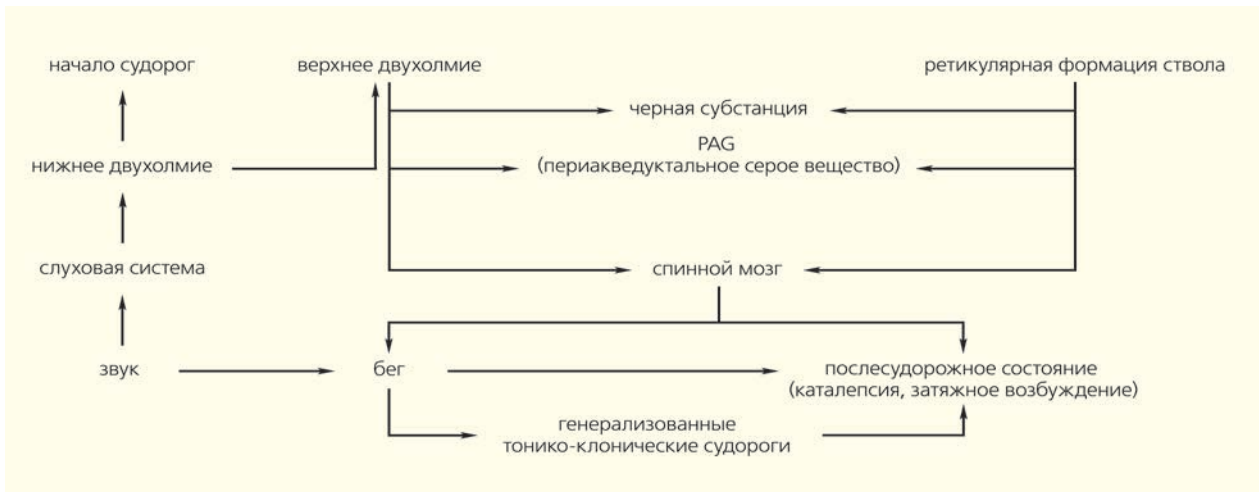 начало судорог
верхнее двухолмие
ретикулярная формация ствола
черная субстанция
PAG
(периакведуктальное серое вещество)
нижнее двухолмие
слуховая система
спинной мозг
звук
бег
послесудорожное состояние
(каталепсия, затяжное возбуждение)
генерализованные
тонико-клонические судороги